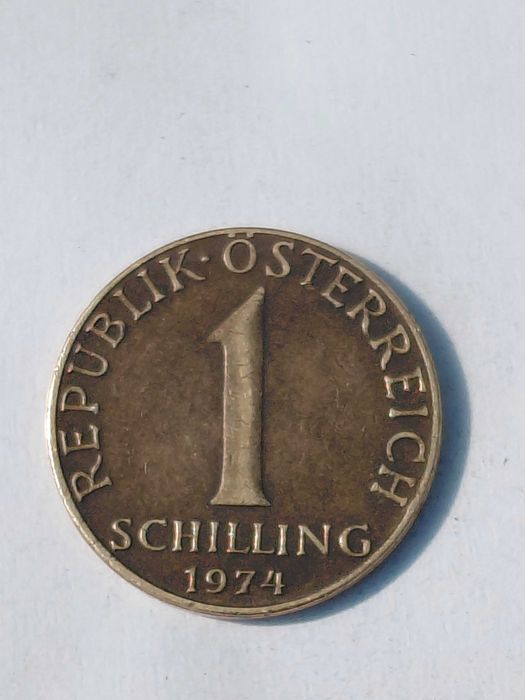 REPUBLIK · ÖSTERREICH
1
SCHILLING
1974